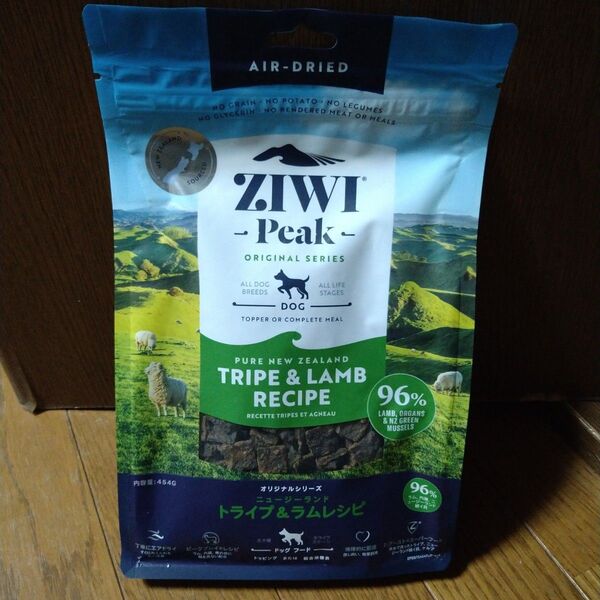 AIR-DRIED
NO GRAIN • NO POTATO • NO LEGUMES
NO GLYCERIN • NO RENDERED MEAT OR MEALS
NEW ZEALAND
SOURCED
ZIWI®
- Peak -
ORIGINAL SERIES
ALL DOG
BREEDS
ALL LIFE
STAGES
DOG
TOPPER OR COMPLETE MEAL
PURE NEW ZEALAND
TRIPE & LAMB
RECIPE
RECETTE TRIPES ET AGNEAU
96%
LAMB, ORGANS
& NZ GREEN
MUSSELS
内容量:454G
オリジナルシリーズ
ニュージーランド
トライプ&ラムレシピ
96%
ドッグ フード